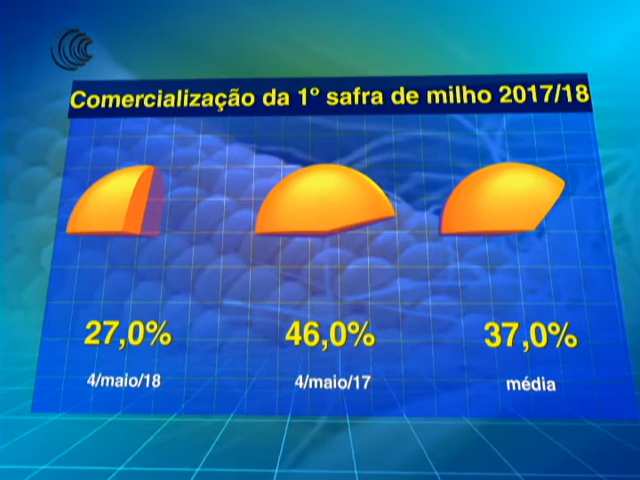 Comercialização da 1º safra de milho 2017/18
27,0% 46,0% 37,0%
4/maio/18 4/maio/17 média